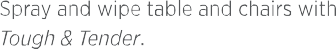 Spray and wipe table and chairs with
Tough & Tender.